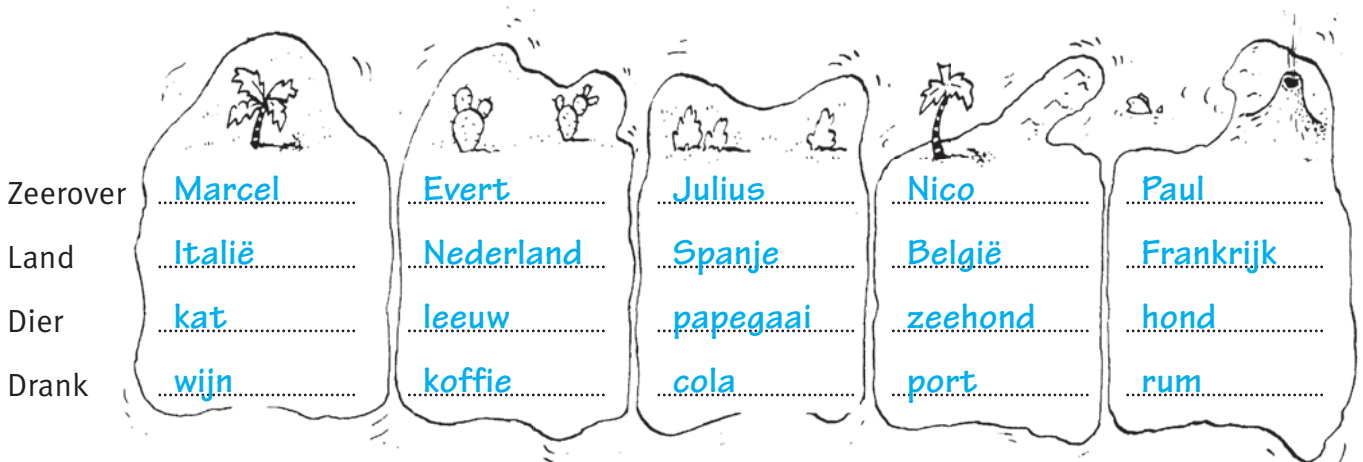 Zeerover Marcel Evert Julius Nico Paul
Land Italië Nederland Spanje België Frankrijk
Dier kat leeuw papegaai zeehond hond
Drank wijn koffie cola port rum